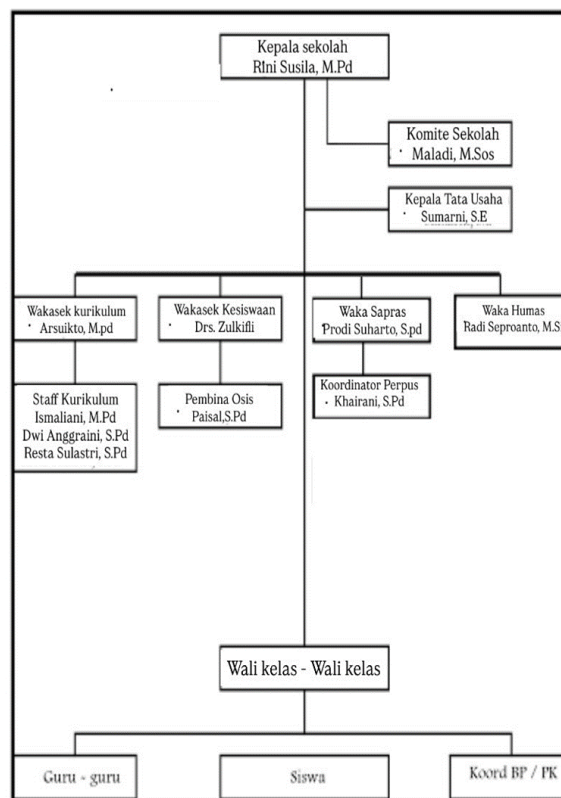 Kepala sekolah
RIni Susila, M.Pd
Komite Sekolah
Maladi, M.Sos
Kepala Tata Usaha
Sumarni, S.E
Wakasek kurikulum
Arsuikto, M.pd
Wakasek Kesiswaan
Drs. Zulkifli
Waka Sapras
Prodi Suharto, S.pd
Waka Humas
Radi Seproanto,
Staff Kurikulum
Ismaliani, M.Pd
Dwi Anggraini, S.Pd
Resta Sulastri, S.Pd
Pembina Osis
Paisal,S.Pd
Koordinator Perpus
Khairani, S.Pd
Wali kelas - Wali kelas
Guru - guru
Siswa
Koord BP / PK